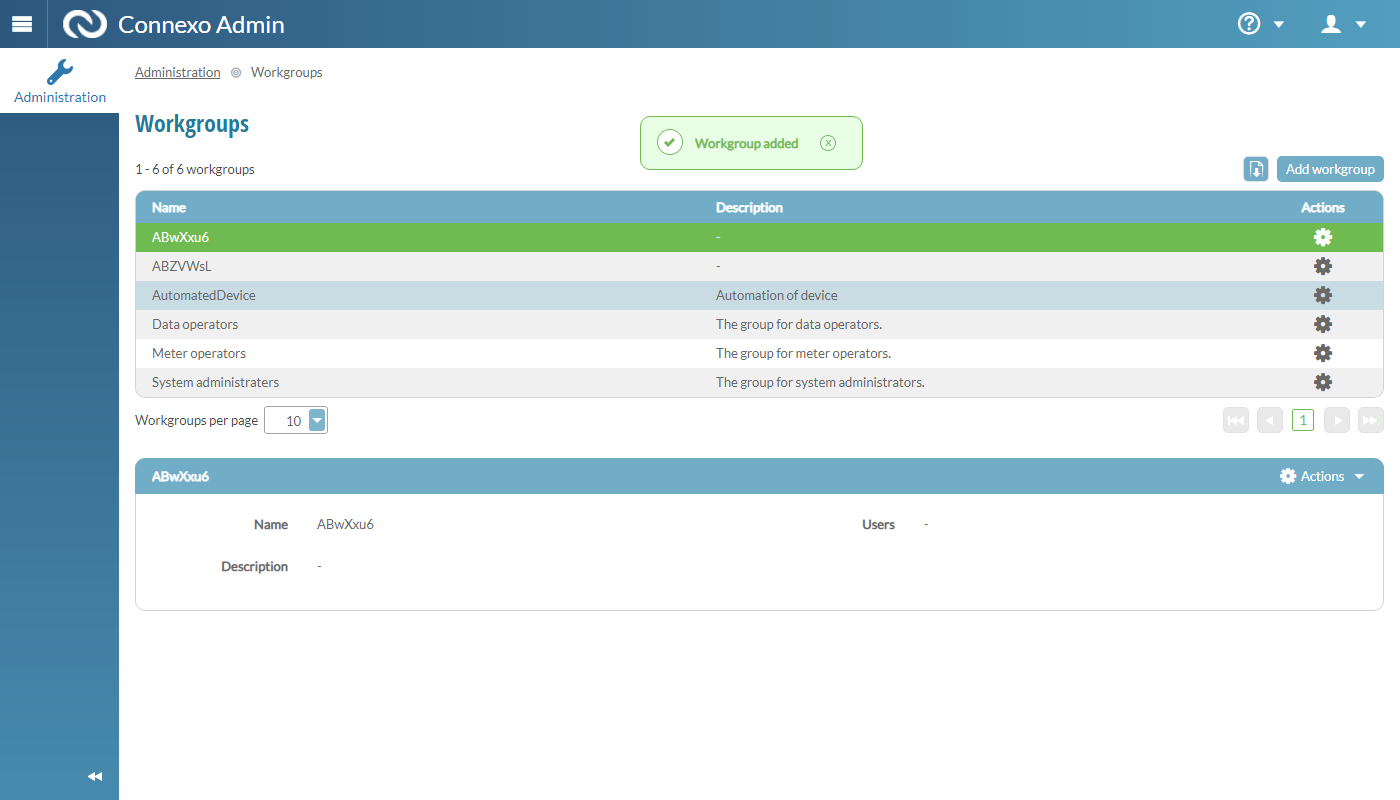 Connexo Admin
Administration
Administration Workgroups
Workgroups
Workgroup added
1 - 6 of 6 workgroups
Add workgroup
Name Description Actions
ABwXxu6 -
ABZVWsL -
AutomatedDevice Automation of device
Data operators The group for data operators.
Meter operators The group for meter operators.
System administraters The group for system administrators.
Workgroups per page 10
1
ABwXxu6 Actions
Name ABwXxu6 Users -
Description -